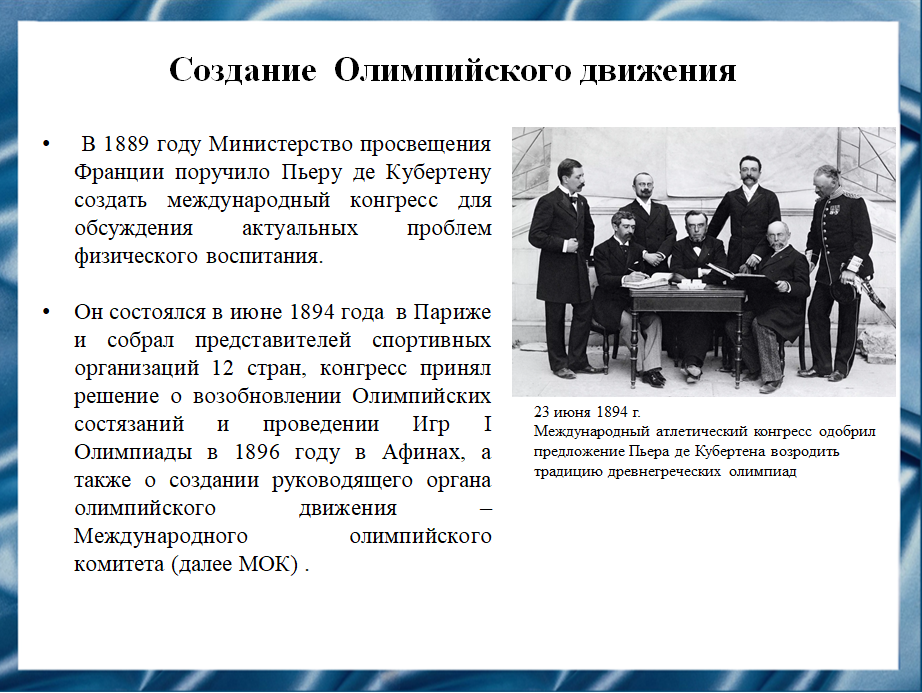 Создание Олимпийского движения
• В 1889 году Министерство просвещения
Франции поручило Пьеру де Кубертену
создать международный конгресс для
обсуждения актуальных проблем
физического воспитания.
• Он состоялся в июне 1894 года в Париже
и собрал представителей спортивных
организаций 12 стран, конгресс принял
решение о возобновлении Олимпийских
состязаний и проведении Игр I
Олимпиады в 1896 году в Афинах, а
также о создании руководящего органа
олимпийского движения –
Международного олимпийского
комитета (далее МОК) .
23 июня 1894 г.
Международный атлетический конгресс одобрил
предложение Пьера де Кубертена возродить
традицию древнегреческих олимпиад